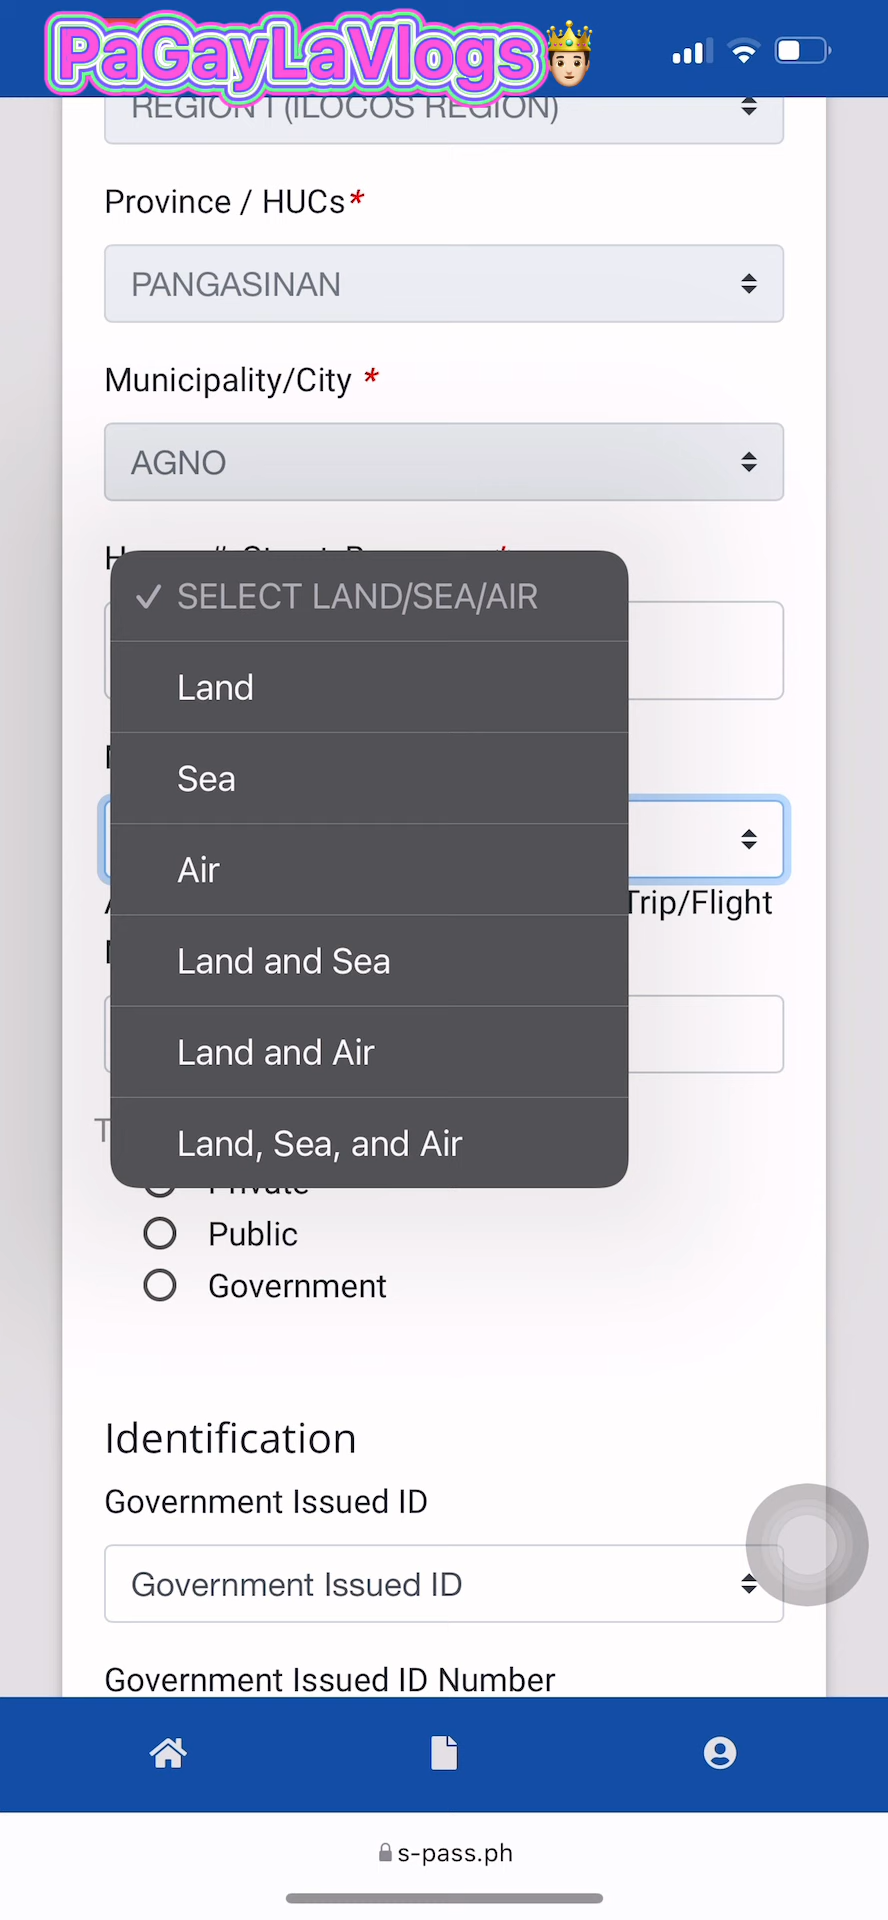 PaGayLaVlogs
REGION I (ILOCOS REGION)
Province / HUCs*
PANGASINAN
Municipality/City *
AGNO
SELECT LAND/SEA/AIR
Land
Sea
Air
Trip/Flight
Land and Sea
Land and Air
Land, Sea, and Air
Private
Public
Government
Identification
Government Issued ID
Government Issued ID
Government Issued ID Number
s-pass.ph